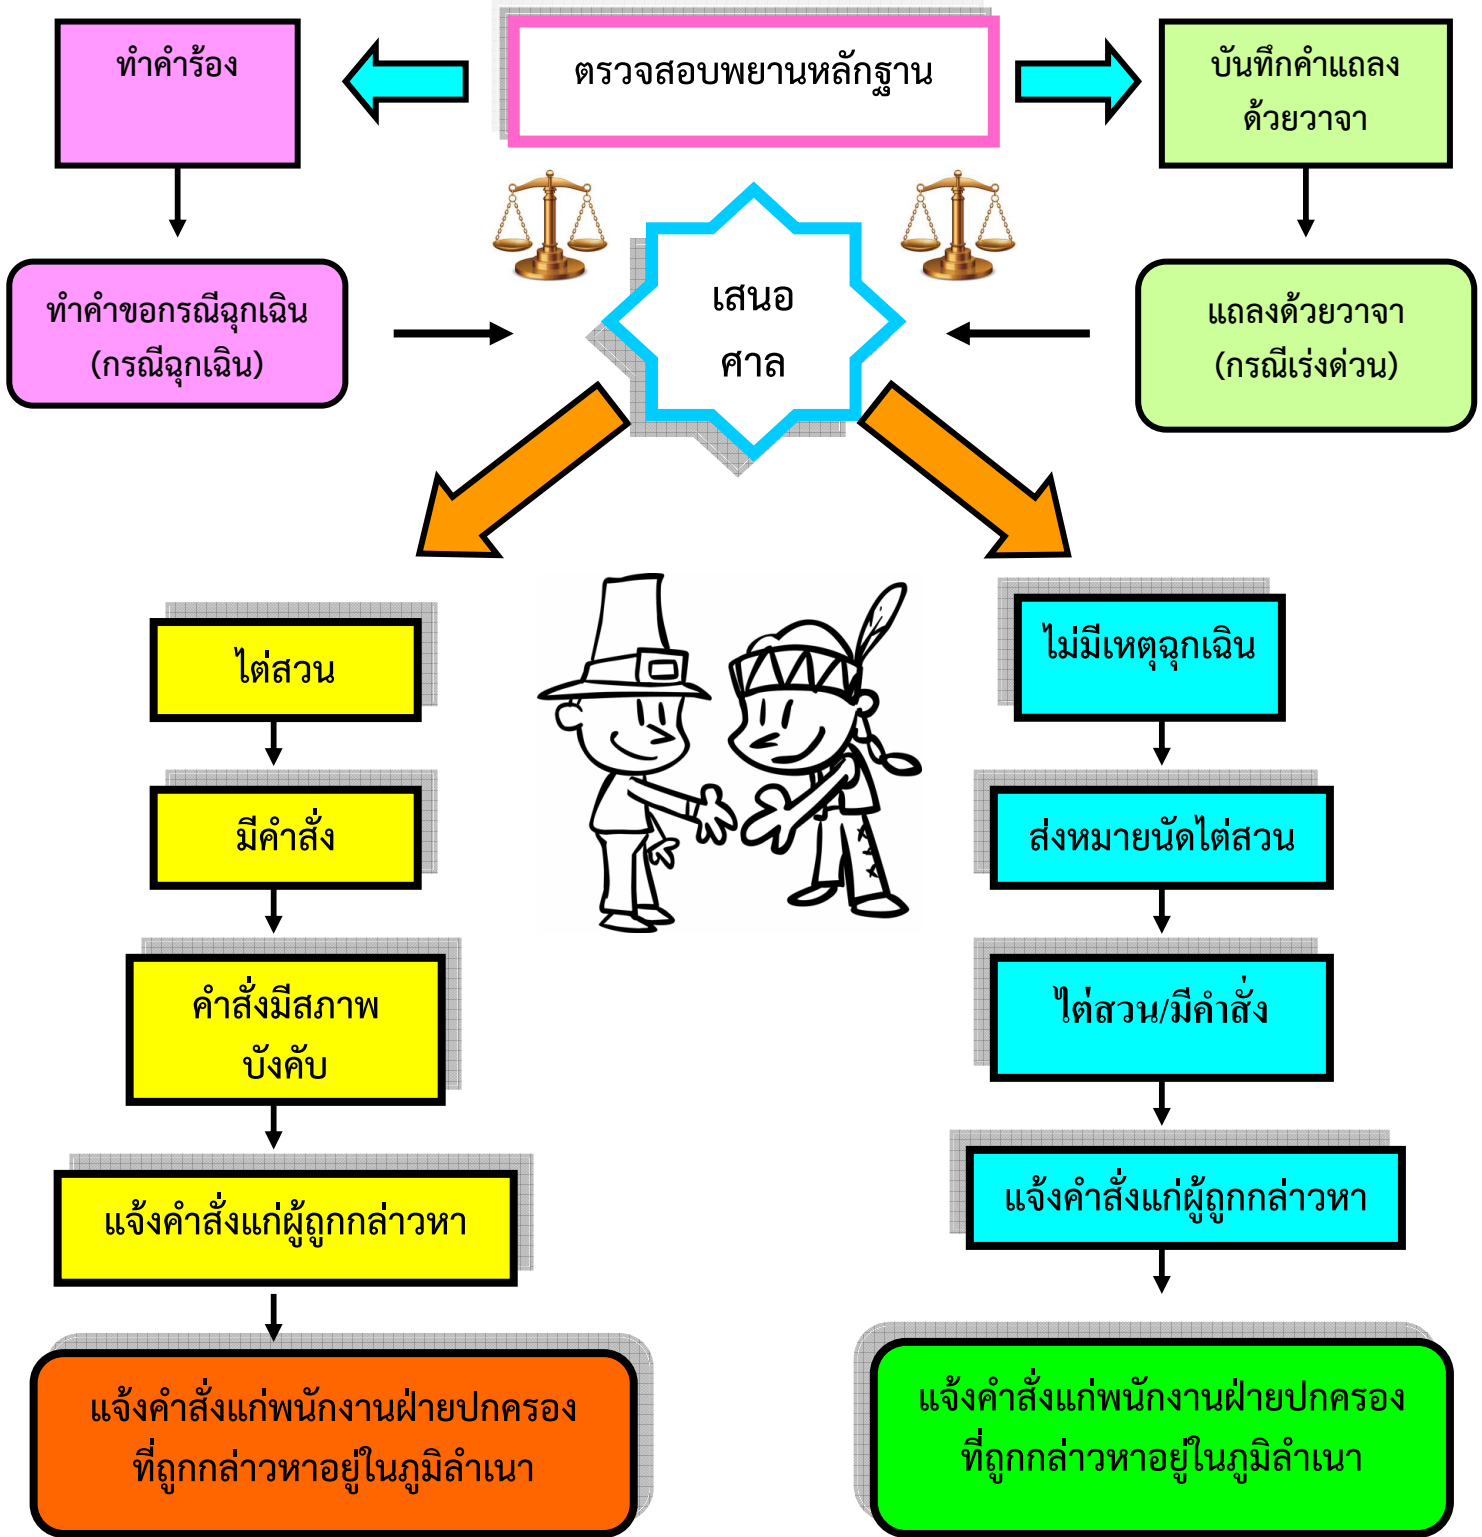 ทำคำร้อง
ตรวจสอบพยานหลักฐาน
บันทึกคำแถลง
ด้วยวาจา
ทำคำขอกรณีฉุกเฉิน
(กรณีฉุกเฉิน)
เสนอ
ศาล
แถลงด้วยวาจา
(กรณีเร่งด่วน)
ไต่สวน
มีคำสั่ง
คำสั่งมีสภาพ
บังคับ
แจ้งคำสั่งแก่ผู้ถูกกล่าวหา
แจ้งคำสั่งแก่พนักงานฝ่ายปกครอง
ที่ถูกกล่าวหาอยู่ในภูมิลำเนา
ไม่มีเหตุฉุกเฉิน
ส่งหมายนัดไต่สวน
ไต่สวน/มีคำสั่ง
แจ้งคำสั่งแก่ผู้ถูกกล่าวหา
แจ้งคำสั่งแก่พนักงานฝ่ายปกครอง
ที่ถูกกล่าวหาอยู่ในภูมิลำเนา